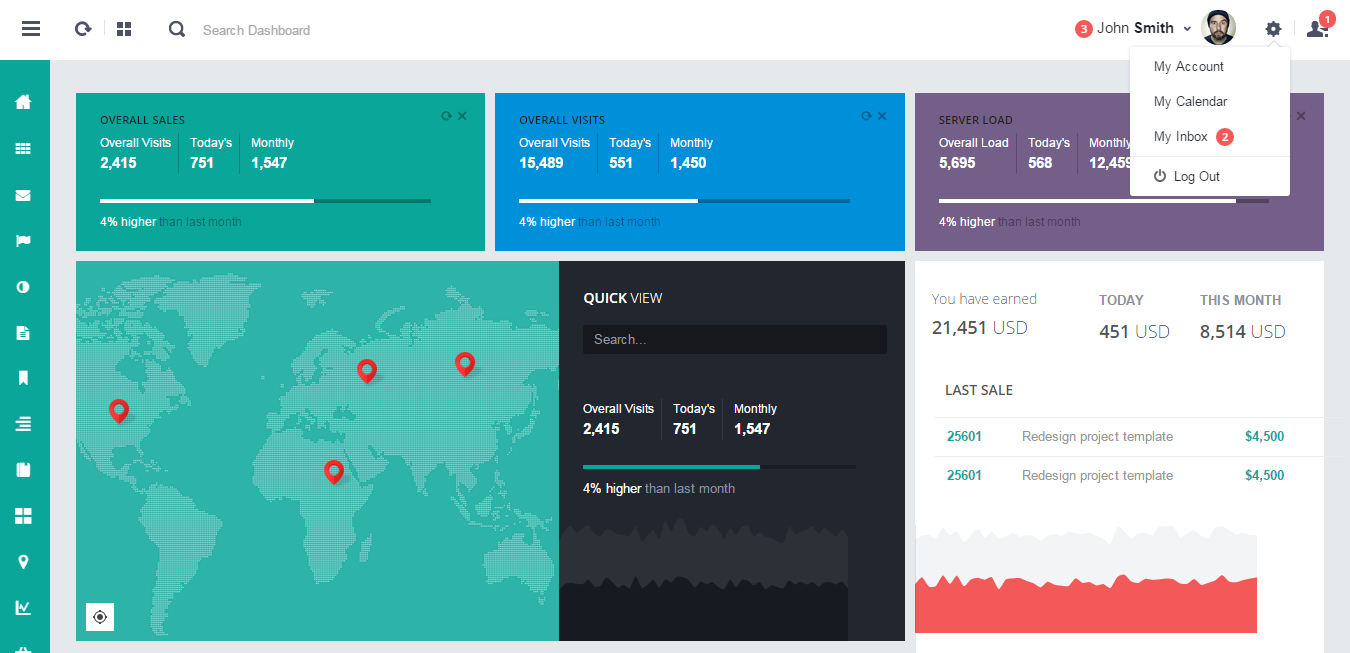 Search Dashboard
3 John Smith
1
My Account
My Calendar
My Inbox 2
Log Out
OVERALL SALES
Overall Visits Today's Monthly
2,415 751 1,547
4% higher than last month
OVERALL VISITS
Overall Visits Today's Monthly
15,489 551 1,450
4% higher than last month
SERVER LOAD
Overall Load Today's Monthly
5,695 568 12,459
4% higher than last month
QUICK VIEW
Search...
Overall Visits Today's Monthly
2,415 751 1,547
4% higher than last month
You have earned TODAY THIS MONTH
21,451 USD 451 USD 8,514 USD
LAST SALE
25601 Redesign project template $4,500
25601 Redesign project template $4,500